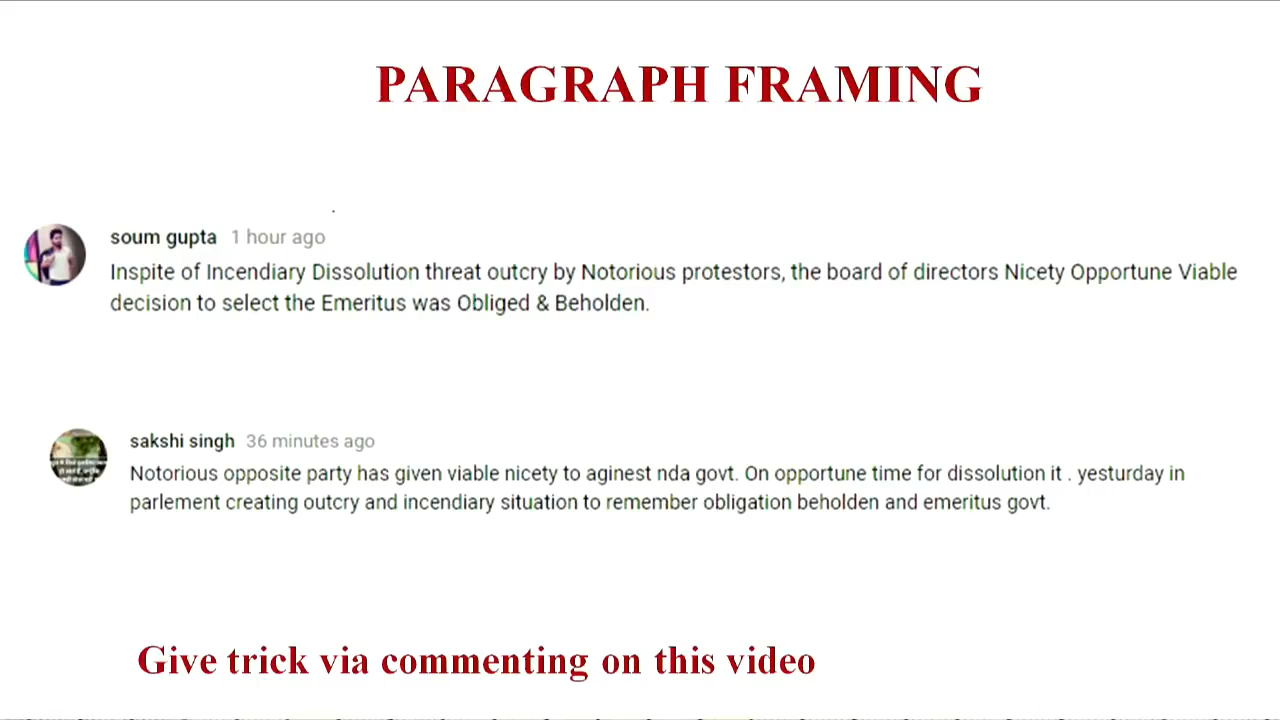 PARAGRAPH FRAMING
soum gupta 1 hour ago
Inspite of Incendiary Dissolution threat outcry by Notorious protestors, the board of directors Nicety Opportune Viable
decision to select the Emeritus was Obliged & Beholden.
sakshi singh 36 minutes ago
Notorious opposite party has given viable nicety to aginest nda govt. On opportune time for dissolution it . yesturday in
parlement creating outcry and incendiary situation to remember obligation beholden and emeritus govt.
Give trick via commenting on this video